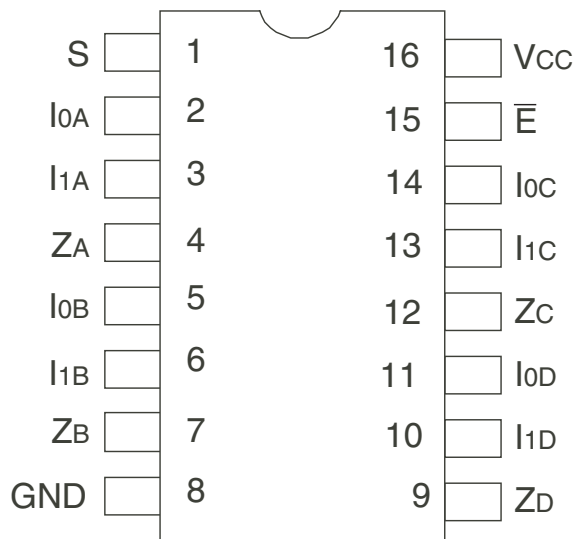 S 1 16 VCC
I0A 2 15 E̅
I1A 3 14 I0C
ZA 4 13 I1C
I0B 5 12 ZC
I1B 6 11 I0D
ZB 7 10 I1D
GND 8 9 ZD